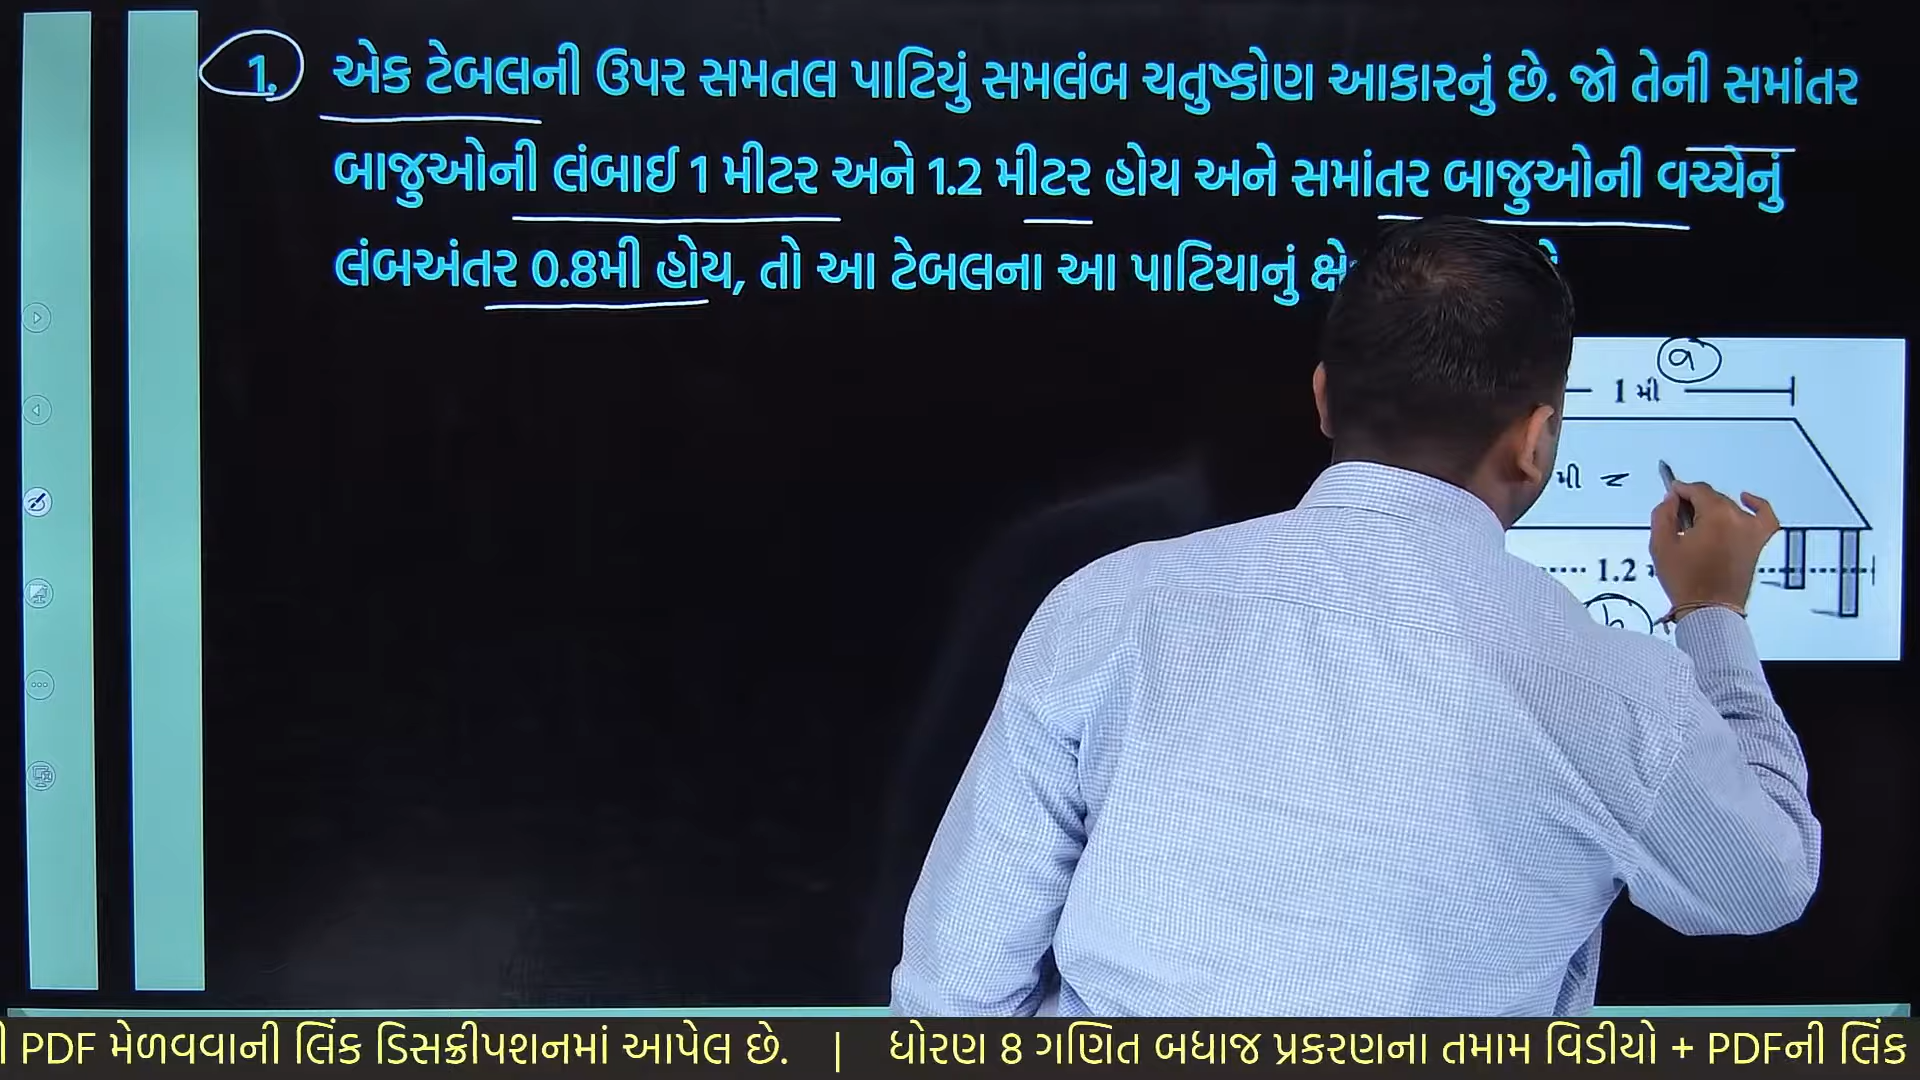 1. એક ટેબલની ઉપર સમતલ પાટિયું સમલંબ ચતુષ્કોણ આકારનું છે. જો તેની સમાંતર
બાજુઓની લંબાઈ 1 મીટર અને 1.2 મીટર હોય અને સમાંતર બાજુઓની વચ્ચેનું
લંબઅંતર 0.8મી હોય, તો આ ટેબલના આ પાટિયાનું
a
1 મી
મી =
1.2
b
PDF મેળવવાની લિંક ડિસક્રીપશનમાં આપેલ છે. | ધોરણ 8 ગણિત બધાજ પ્રકરણના તમામ વિડીયો + PDFની લિંક